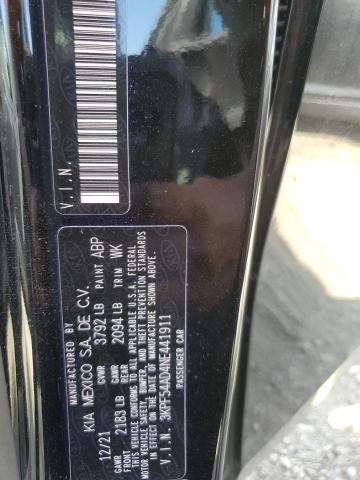 V.I.N.
MANUFACTURED BY
KIA MEXICO S.A. DE C.V.
12/21 GVWR 3792 LB PAINT ABP
GAWR FRONT 2183 LB GAWR REAR 2094 LB TRIM WK
THIS VEHICLE CONFORMS TO ALL APPLICABLE U.S.A. FEDERAL
MOTOR VEHICLE SAFETY, BUMPER, AND THEFT PREVENTION STANDARDS
IN EFFECT ON THE DATE OF MANUFACTURE SHOWN ABOVE.
V.I.N. 3KPF54AD4NE441911
PASSENGER CAR